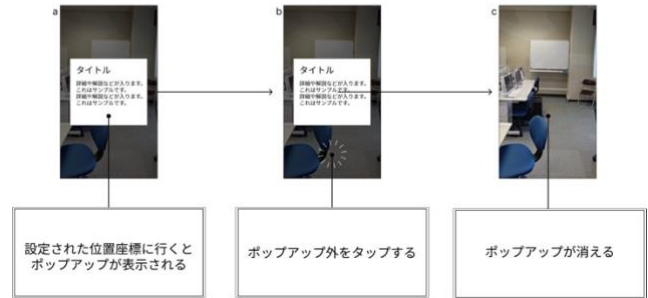 a
タイトル
詳細や解説などが入ります。
これはサンプルです。
詳細や解説などが入ります。
これはサンプルです。
設定された位置座標に行くと
ポップアップが表示される
b
タイトル
詳細や解説などが入ります。
これはサンプルです。
詳細や解説などが入ります。
これはサンプルです。
ポップアップ外をタップする
c
ポップアップが消える